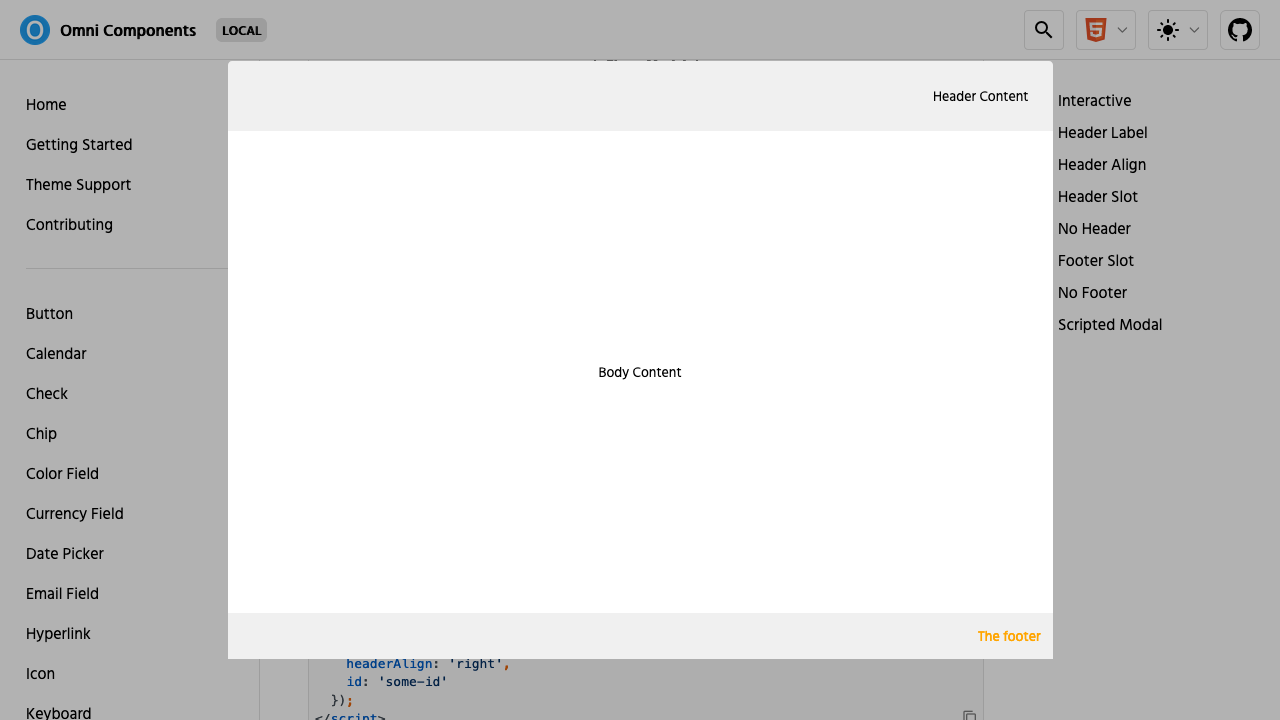 Omni Components
LOCAL
Home
Getting Started
Theme Support
Contributing
Button
Calendar
Check
Chip
Color Field
Currency Field
Date Picker
Email Field
Hyperlink
Icon
Keyboard
Header Content
Body Content
The footer
headerAlign: 'right',
id: 'some-id'
});
</script>
Interactive
Header Label
Header Align
Header Slot
No Header
Footer Slot
No Footer
Scripted Modal